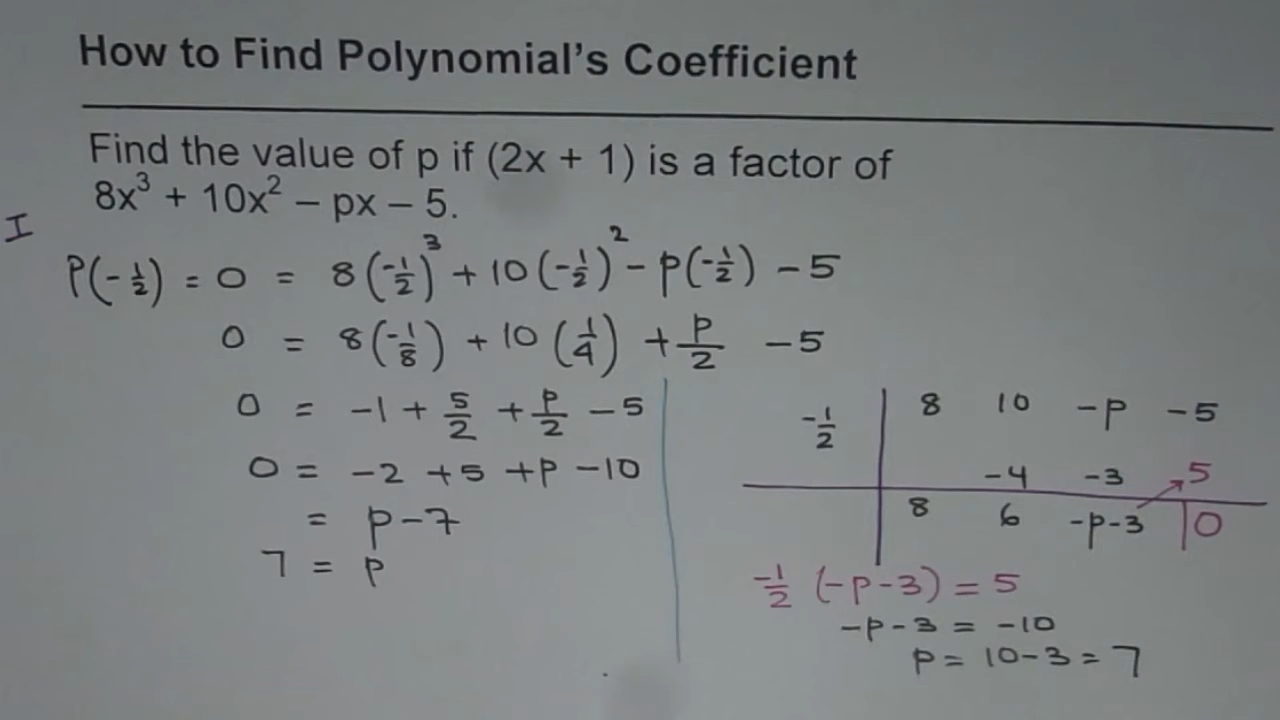 How to Find Polynomial's Coefficient
Find the value of p if (2x + 1) is a factor of
8x³ + 10x² – px – 5.
I
P(-1/2) = 0 = 8(-1/2)³ + 10(-1/2)² - p(-1/2) - 5
0 = 8(-1/8) + 10(1/4) + p/2 - 5
0 = -1 + 5/2 + p/2 - 5
0 = -2 + 5 + p - 10
= p - 7
7 = p
-1/2 8 10 -p -5
-4 -3 5
8 6 -p-3 0
-1/2 (-p-3) = 5
-p-3 = -10
p = 10-3 = 7